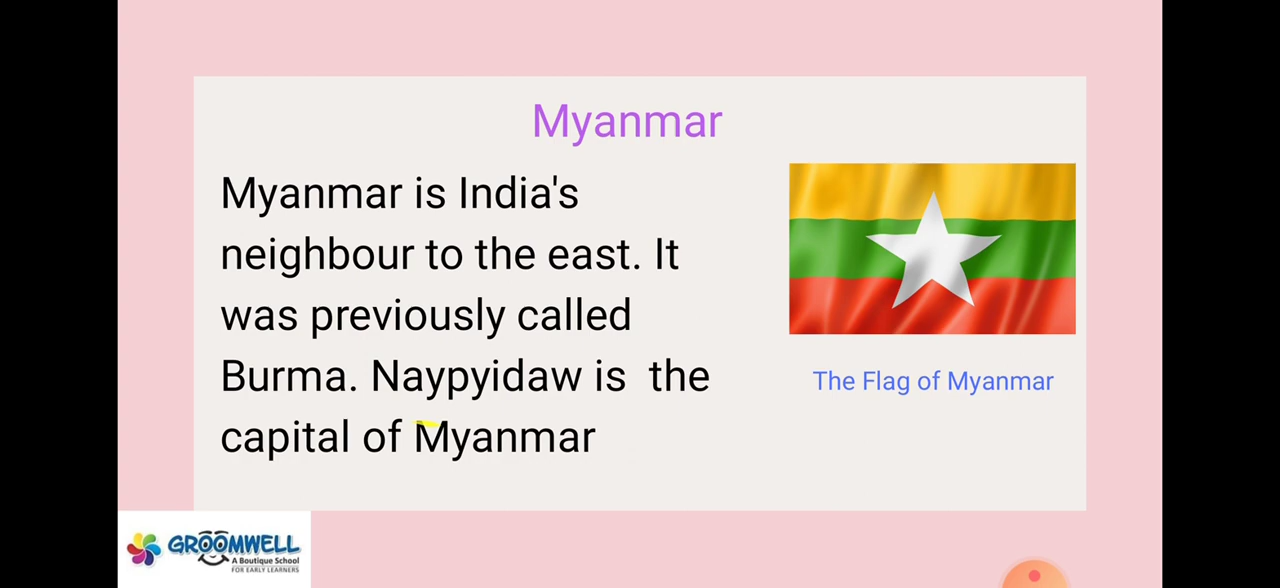 Myanmar
Myanmar is India's
neighbour to the east. It
was previously called
Burma. Naypyidaw is  the
capital of Myanmar
The Flag of Myanmar
GROOMWELL
A Boutique School
FOR EARLY LEARNERS